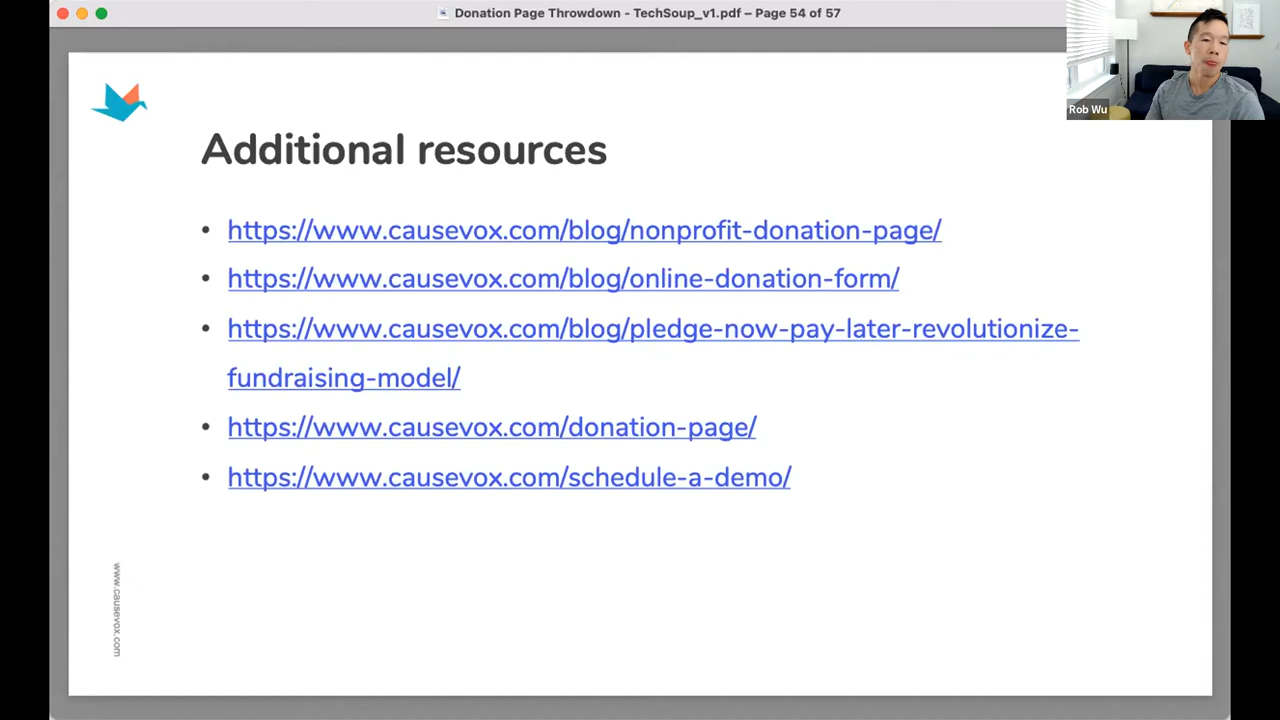 Donation Page Throwdown - TechSoup_v1.pdf – Page 54 of 57
Rob Wu
Additional resources
• https://www.causevox.com/blog/nonprofit-donation-page/
• https://www.causevox.com/blog/online-donation-form/
• https://www.causevox.com/blog/pledge-now-pay-later-revolutionize-
fundraising-model/
• https://www.causevox.com/donation-page/
• https://www.causevox.com/schedule-a-demo/
www.causevox.com